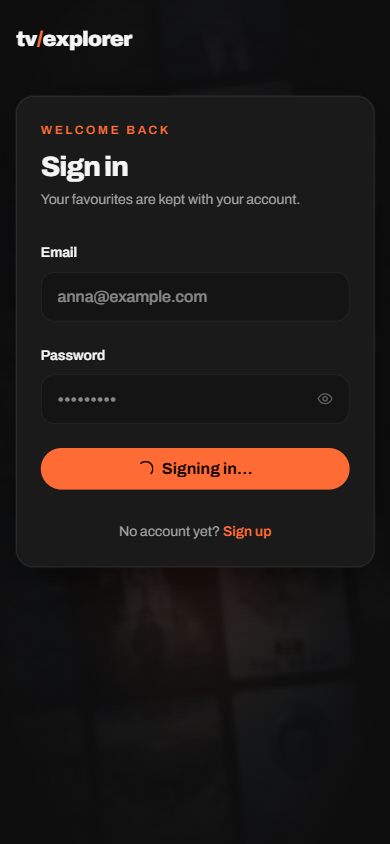 tv/explorer
WELCOME BACK
Sign in
Your favourites are kept with your account.
Email
anna@example.com
Password
•••••••••
Signing in...
No account yet? Sign up